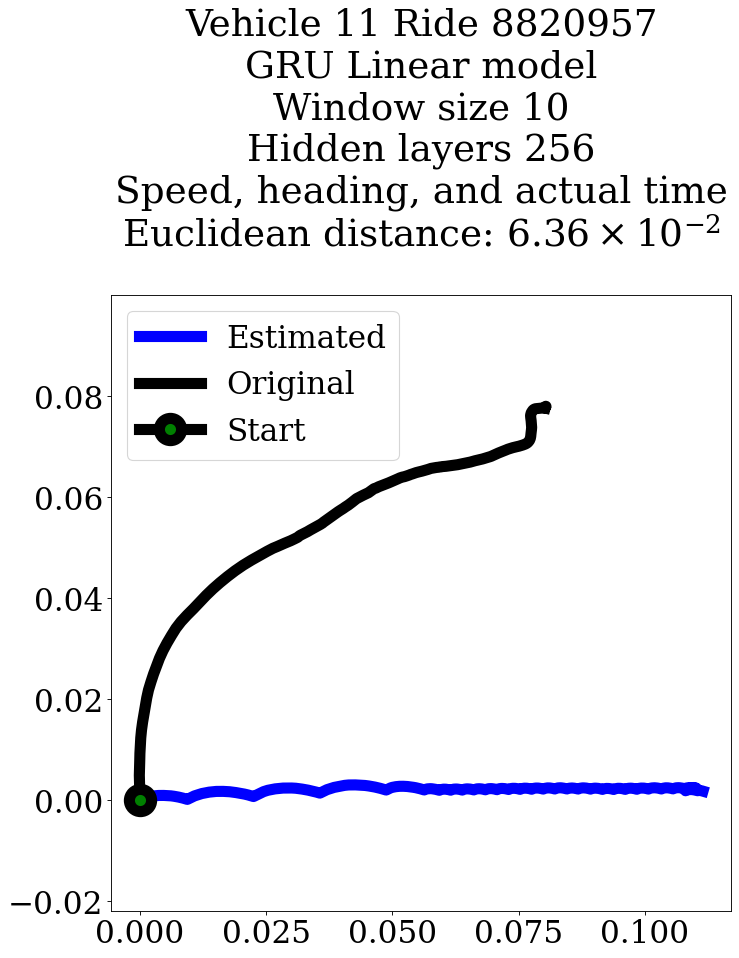 Vehicle 11 Ride 8820957
GRU Linear model
Window size 10
Hidden layers 256
Speed, heading, and actual time
Euclidean distance: 6.36 × 10⁻²
Estimated
Original
Start
0.08
0.06
0.04
0.02
0.00
−0.02
0.000 0.025 0.050 0.075 0.100